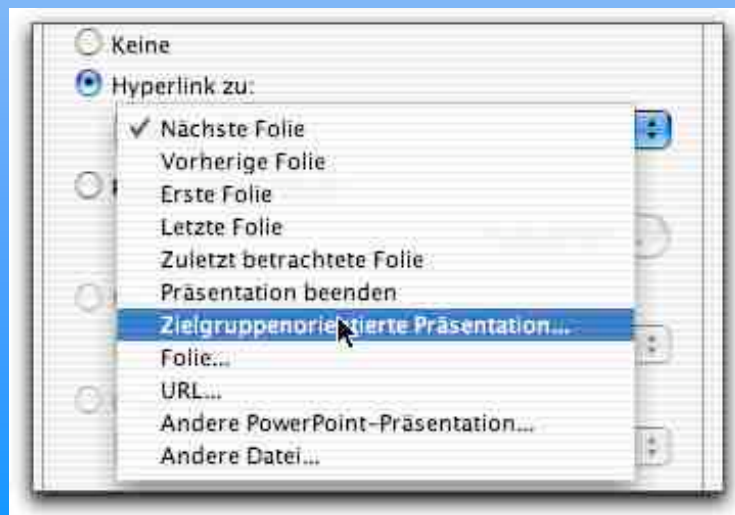 Keine
Hyperlink zu:
✓ Nächste Folie
Vorherige Folie
Erste Folie
Letzte Folie
Zuletzt betrachtete Folie
Präsentation beenden
Zielgruppenorientierte Präsentation...
Folie...
URL...
Andere PowerPoint-Präsentation...
Andere Datei...